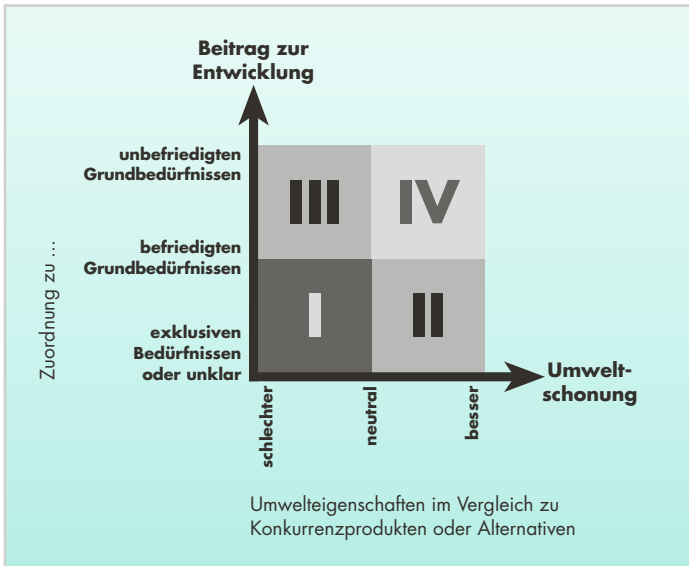 Beitrag zur
Entwicklung
unbefriedigten
Grundbedürfnissen
befriedigten
Grundbedürfnissen
exklusiven
Bedürfnissen
oder unklar
Zuordnung zu ...
III
IV
I
II
Umwelt-
schonung
schlechter
neutral
besser
Umwelteigenschaften im Vergleich zu
Konkurrenzprodukten oder Alternativen